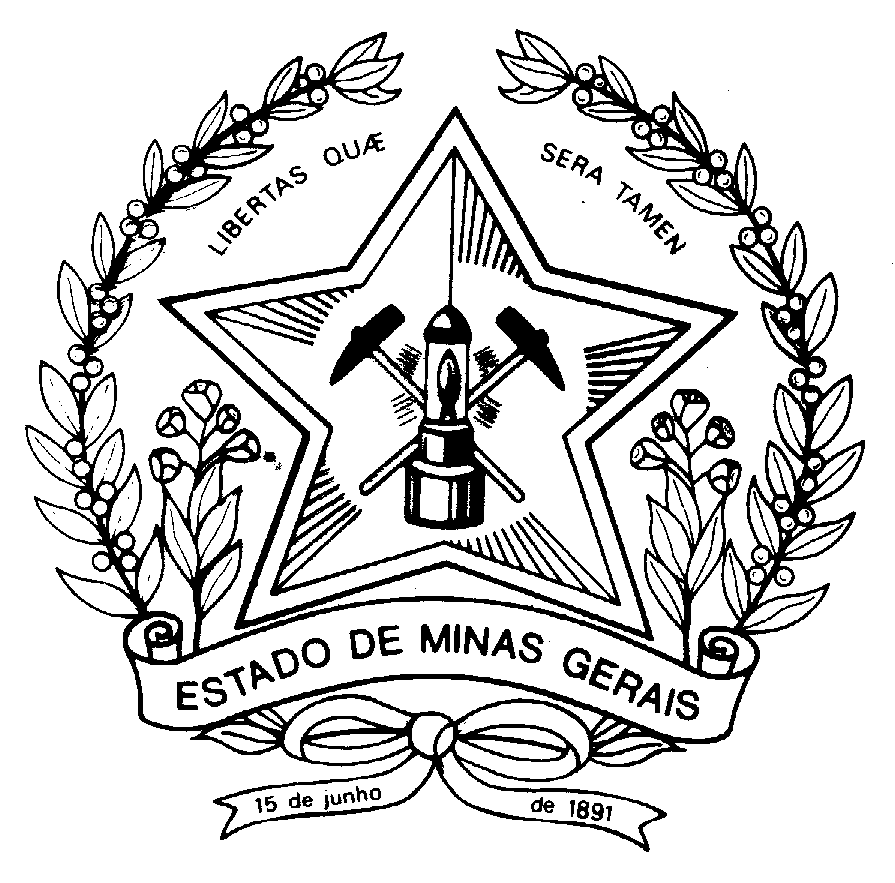 LIBERTAS QUÆ SERA TAMEN
ESTADO DE MINAS GERAIS
15 de junho de 1891